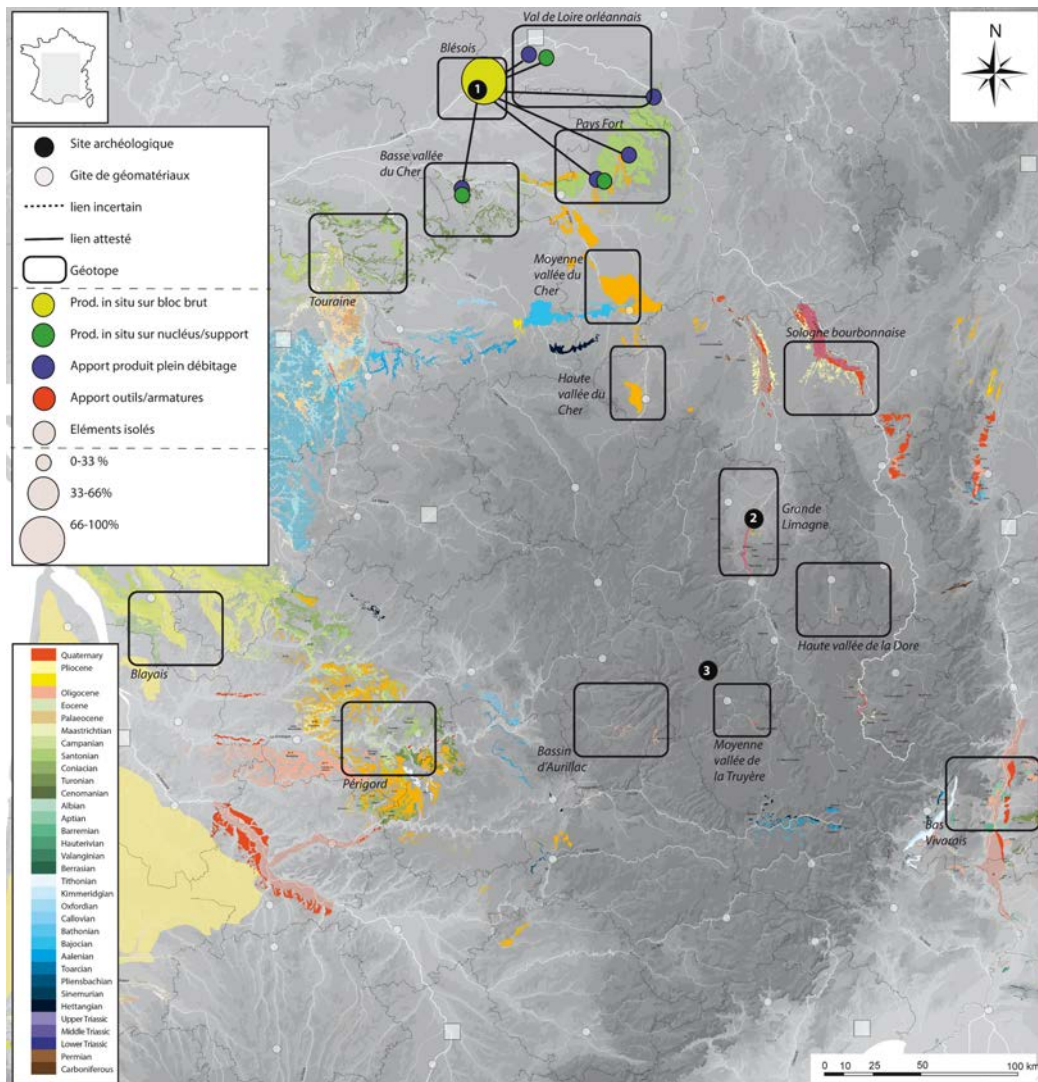 N
Val de Loire orléannais
Blésois
1
Pays Fort
Basse vallée
du Cher
Touraine
Moyenne
vallée du
Cher
Haute
vallée du
Cher
Sologne bourbonnaise
2
Grande
Limagne
Haute vallée de la Dore
3
Blayais
Périgord
Bassin
d'Aurillac
Moyenne
vallée de
la Truyère
Bas
Vivarais
Site archéologique
Gite de géomatériaux
lien incertain
lien attesté
Géotope
Prod. in situ sur bloc brut
Prod. in situ sur nucléus/support
Apport produit plein débitage
Apport outils/armatures
Eléments isolés
0-33 %
33-66%
66-100%
Quaternary
Pliocene
Oligocene
Eocene
Palaeocene
Maastrichtian
Campanian
Santonian
Coniacian
Turonian
Cenomanian
Albian
Aptian
Barremian
Hauterivian
Valanginian
Berrasian
Tithonian
Kimmeridgian
Oxfordian
Callovian
Bathonian
Bajocian
Aalenian
Toarcian
Pliensbachian
Sinemurian
Hettangian
Upper Triassic
Middle Triassic
Lower Triassic
Permian
Carboniferous
0 10 25 50 100 km